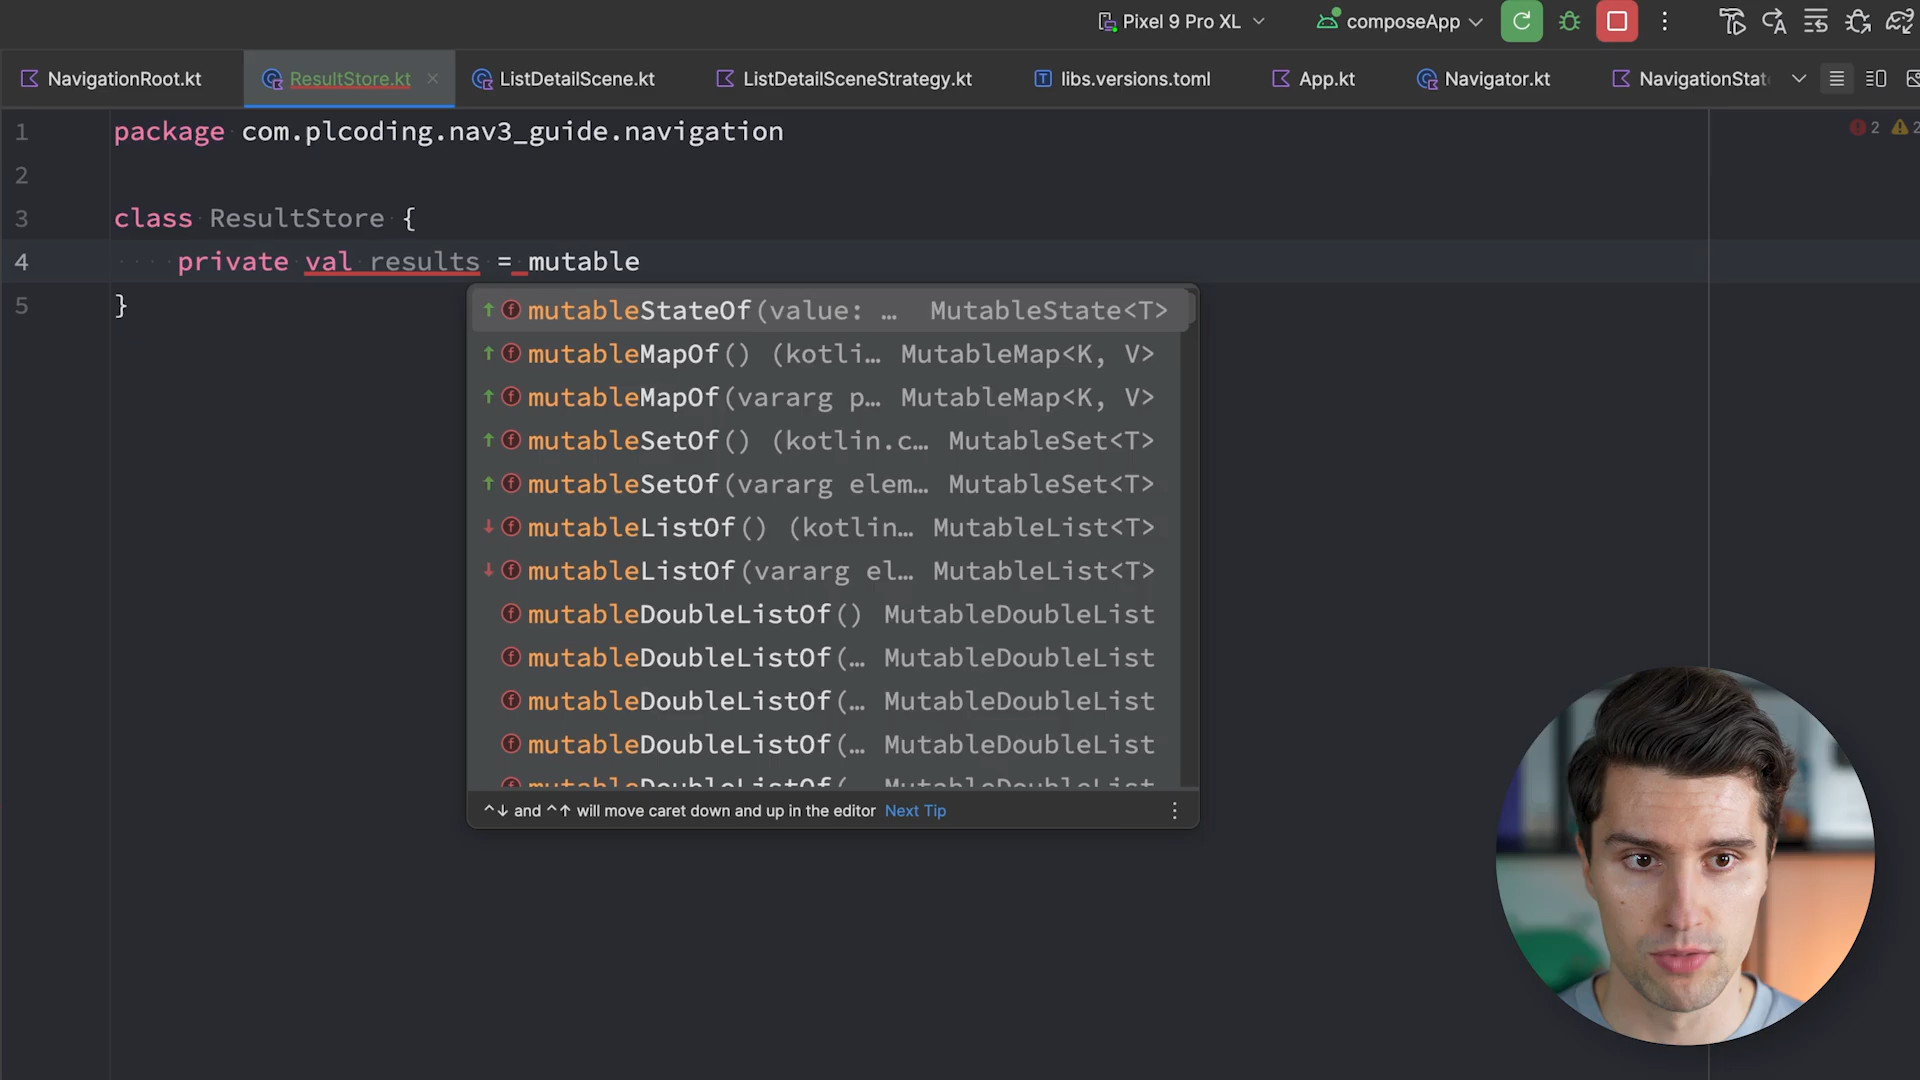 Pixel 9 Pro XL
composeApp
NavigationRoot.kt
ResultStore.kt
ListDetailScene.kt
ListDetailSceneStrategy.kt
libs.versions.toml
App.kt
Navigator.kt
NavigationStat
1 package com.plcoding.nav3_guide.navigation
2 2
2
3 class ResultStore {
4 private val results = mutable
5 }
mutableStateOf(value: … MutableState<T>
mutableMapOf() (kotli… MutableMap<K, V>
mutableMapOf(vararg p… MutableMap<K, V>
mutableSetOf() (kotlin.c… MutableSet<T>
mutableSetOf(vararg elem… MutableSet<T>
mutableListOf() (kotlin… MutableList<T>
mutableListOf(vararg el… MutableList<T>
mutableDoubleListOf() MutableDoubleList
mutableDoubleListOf(… MutableDoubleList
mutableDoubleListOf(… MutableDoubleList
mutableDoubleListOf(… MutableDoubleList
mutableDoubleListOf( MutableDoubleList
^↓ and ^↑ will move caret down and up in the editor Next Tip